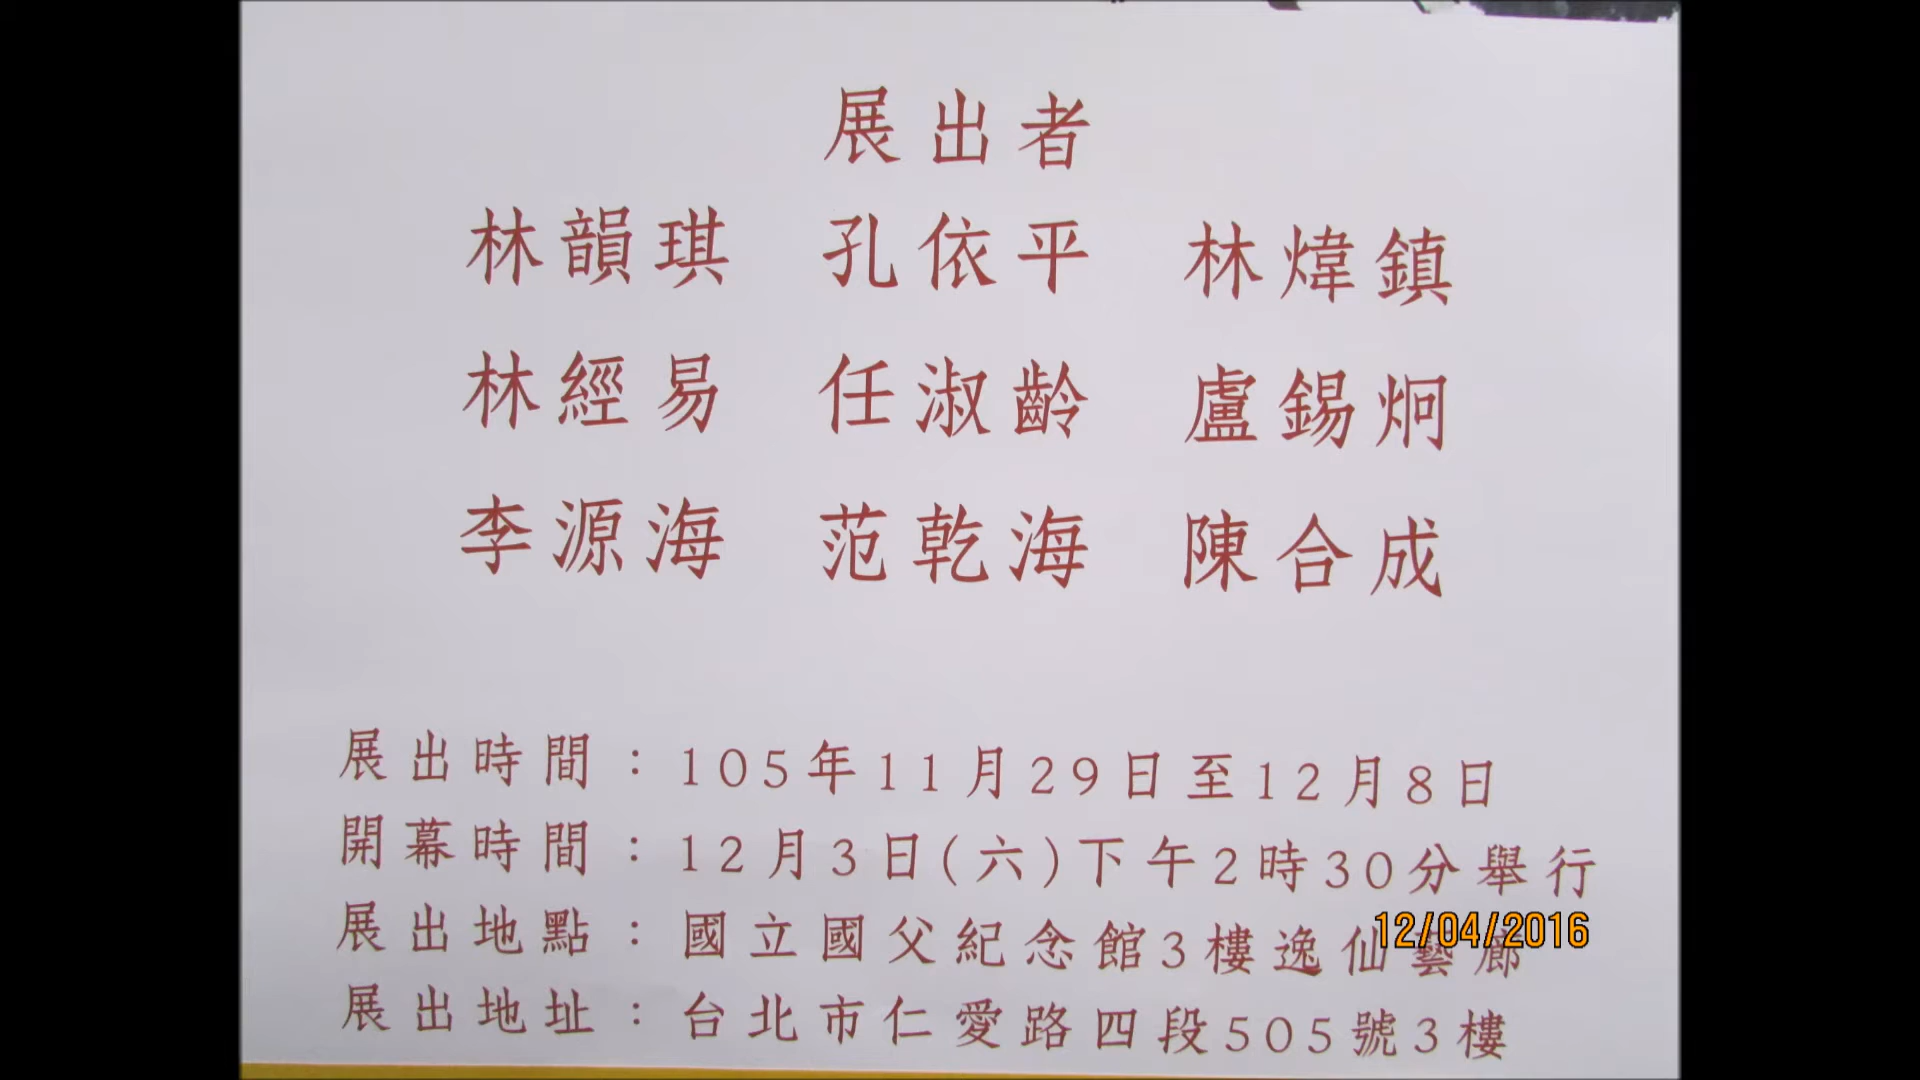 展出者
林韻琪 孔依平 林煒鎮
林經易 任淑齡 盧錫炯
李源海 范乾海 陳合成
展出時間：105年11月29日至12月8日
開幕時間：12月3日(六)下午2時30分舉行
展出地點：國立國父紀念館3樓逸仙藝廊
12/04/2016
展出地址：台北市仁愛路四段505號3樓